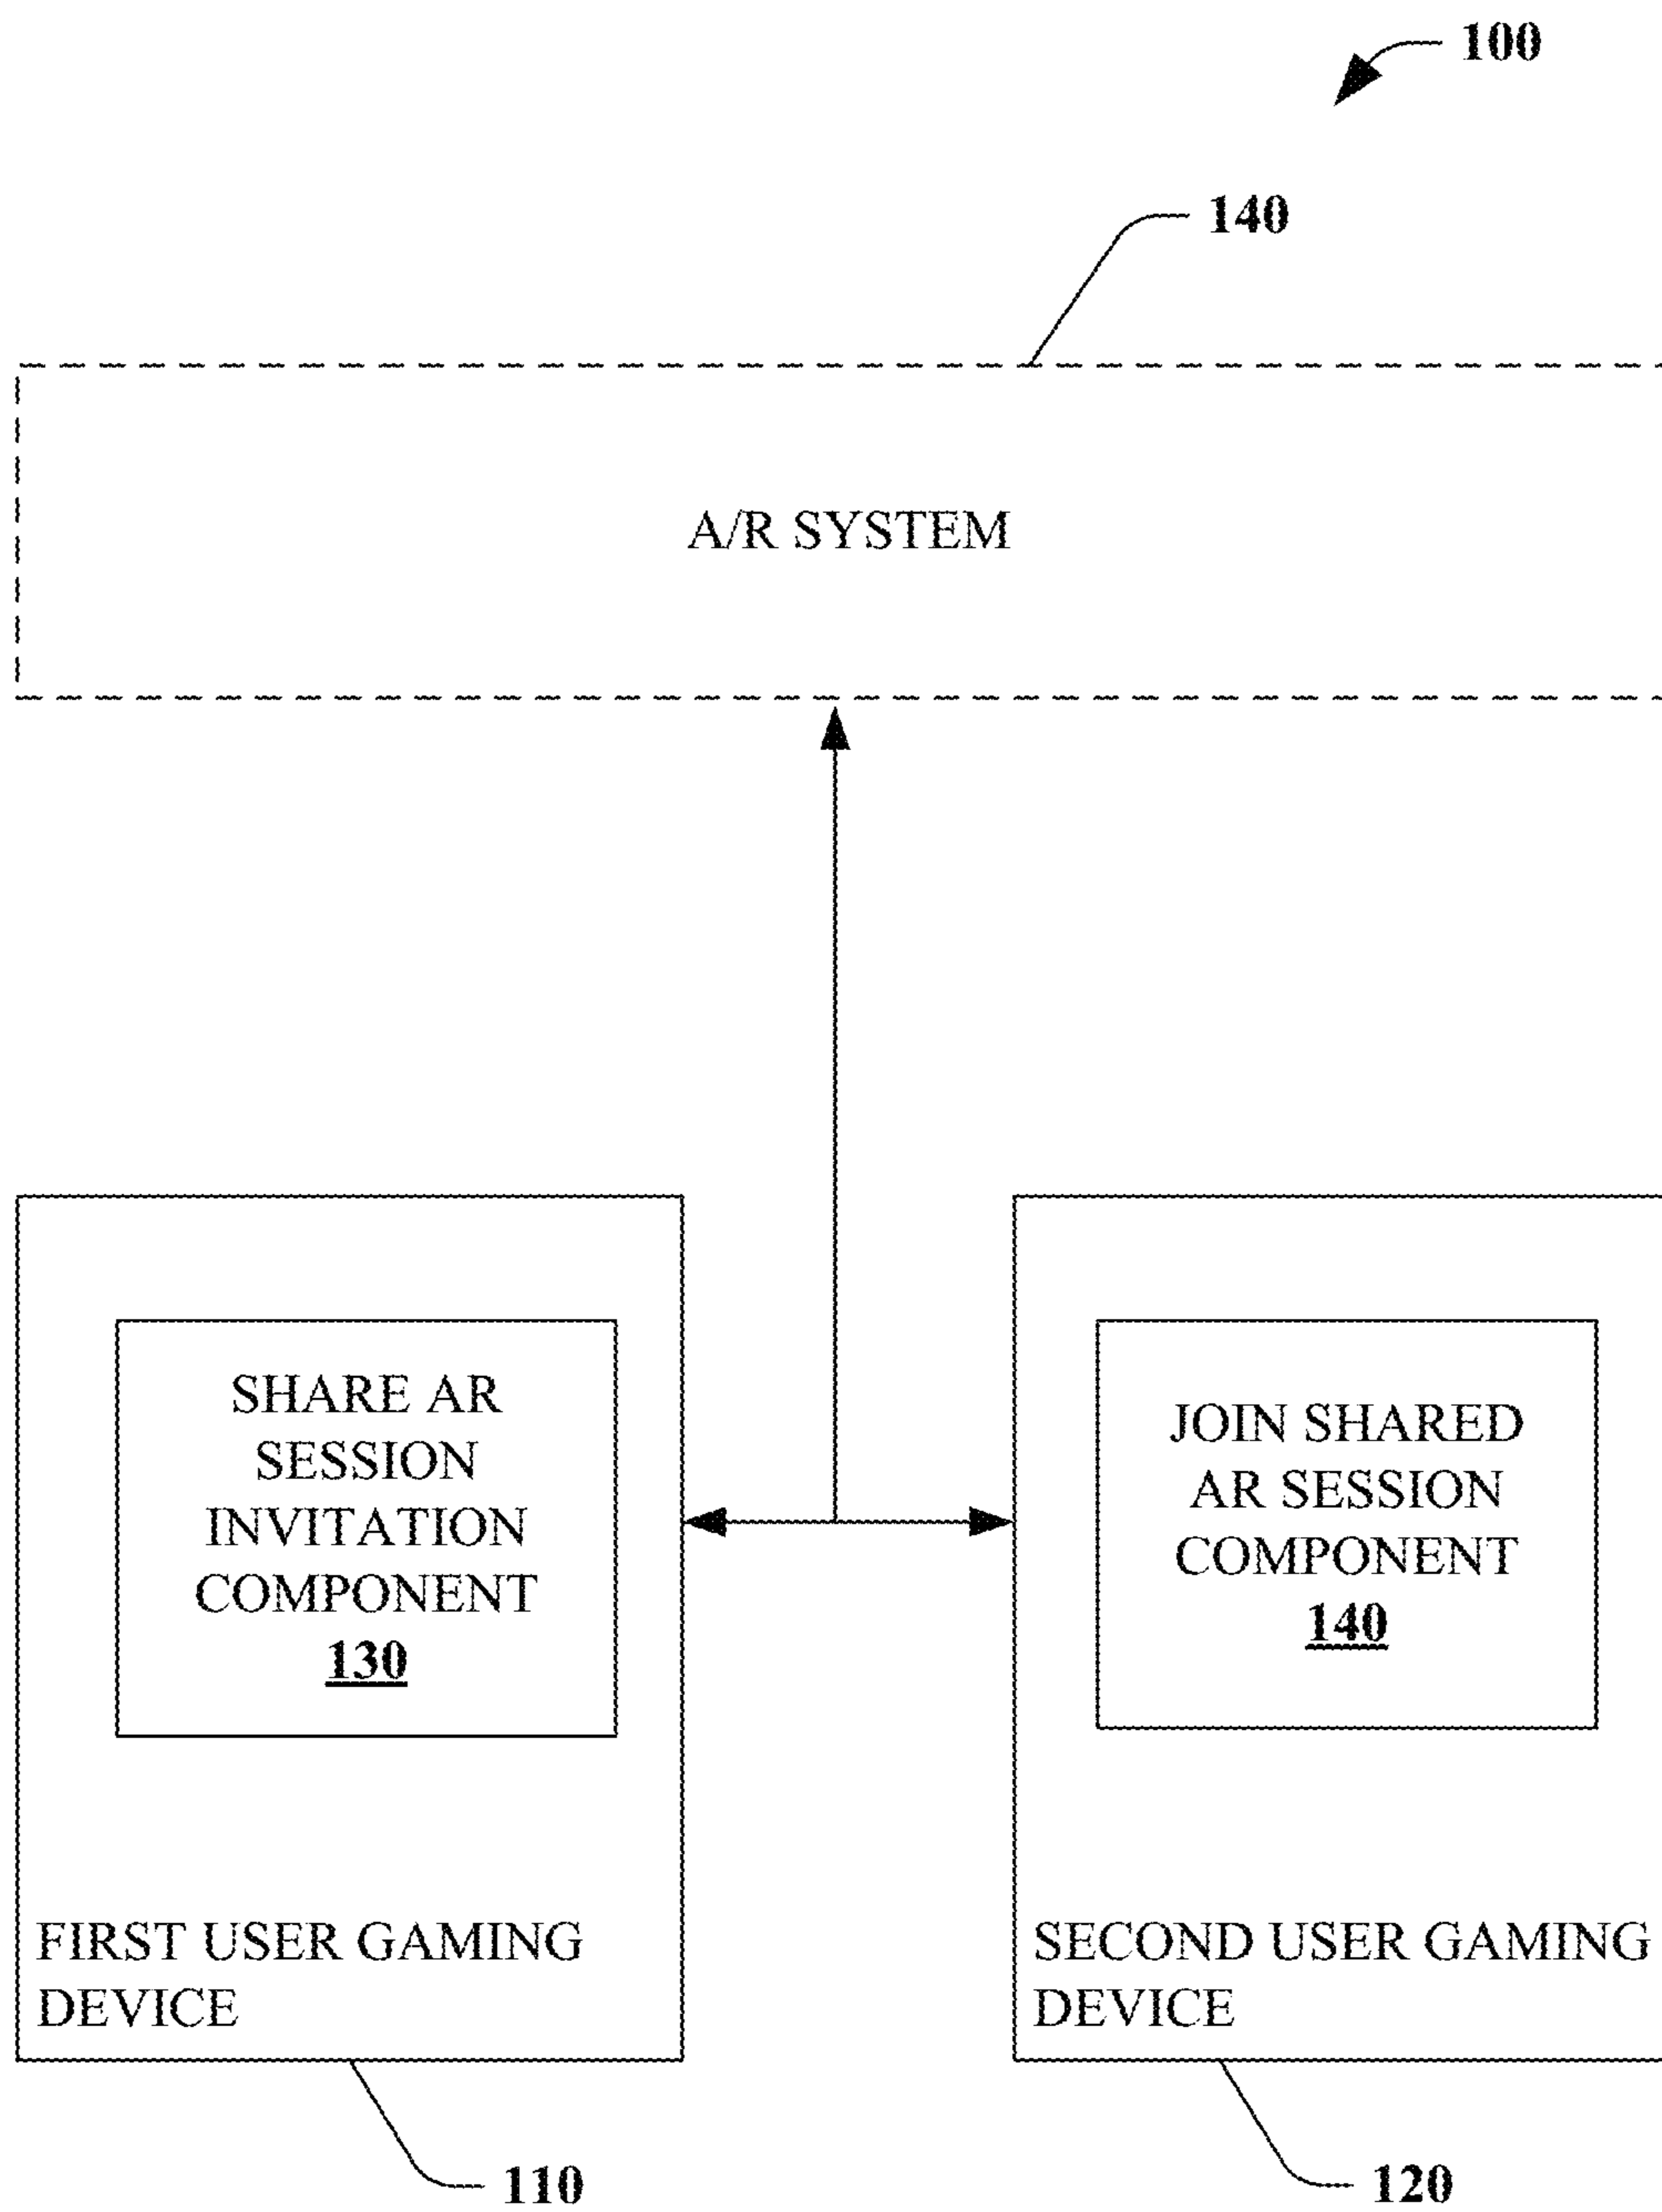 100
140
A/R SYSTEM
SHARE AR
SESSION
INVITATION
COMPONENT
130
JOIN SHARED
AR SESSION
COMPONENT
140
FIRST USER GAMING
DEVICE
SECOND USER GAMING
DEVICE
110
120